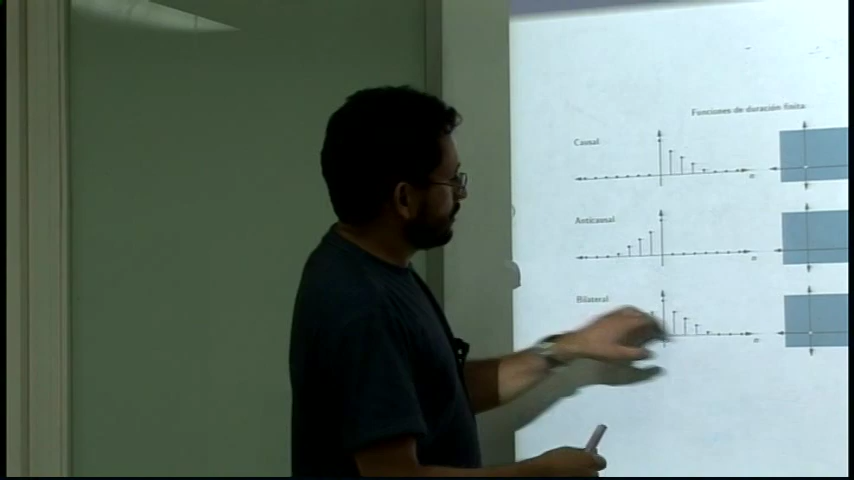 Funciones de duración finita
Causal
n
Anticausal
n
Bilateral
n